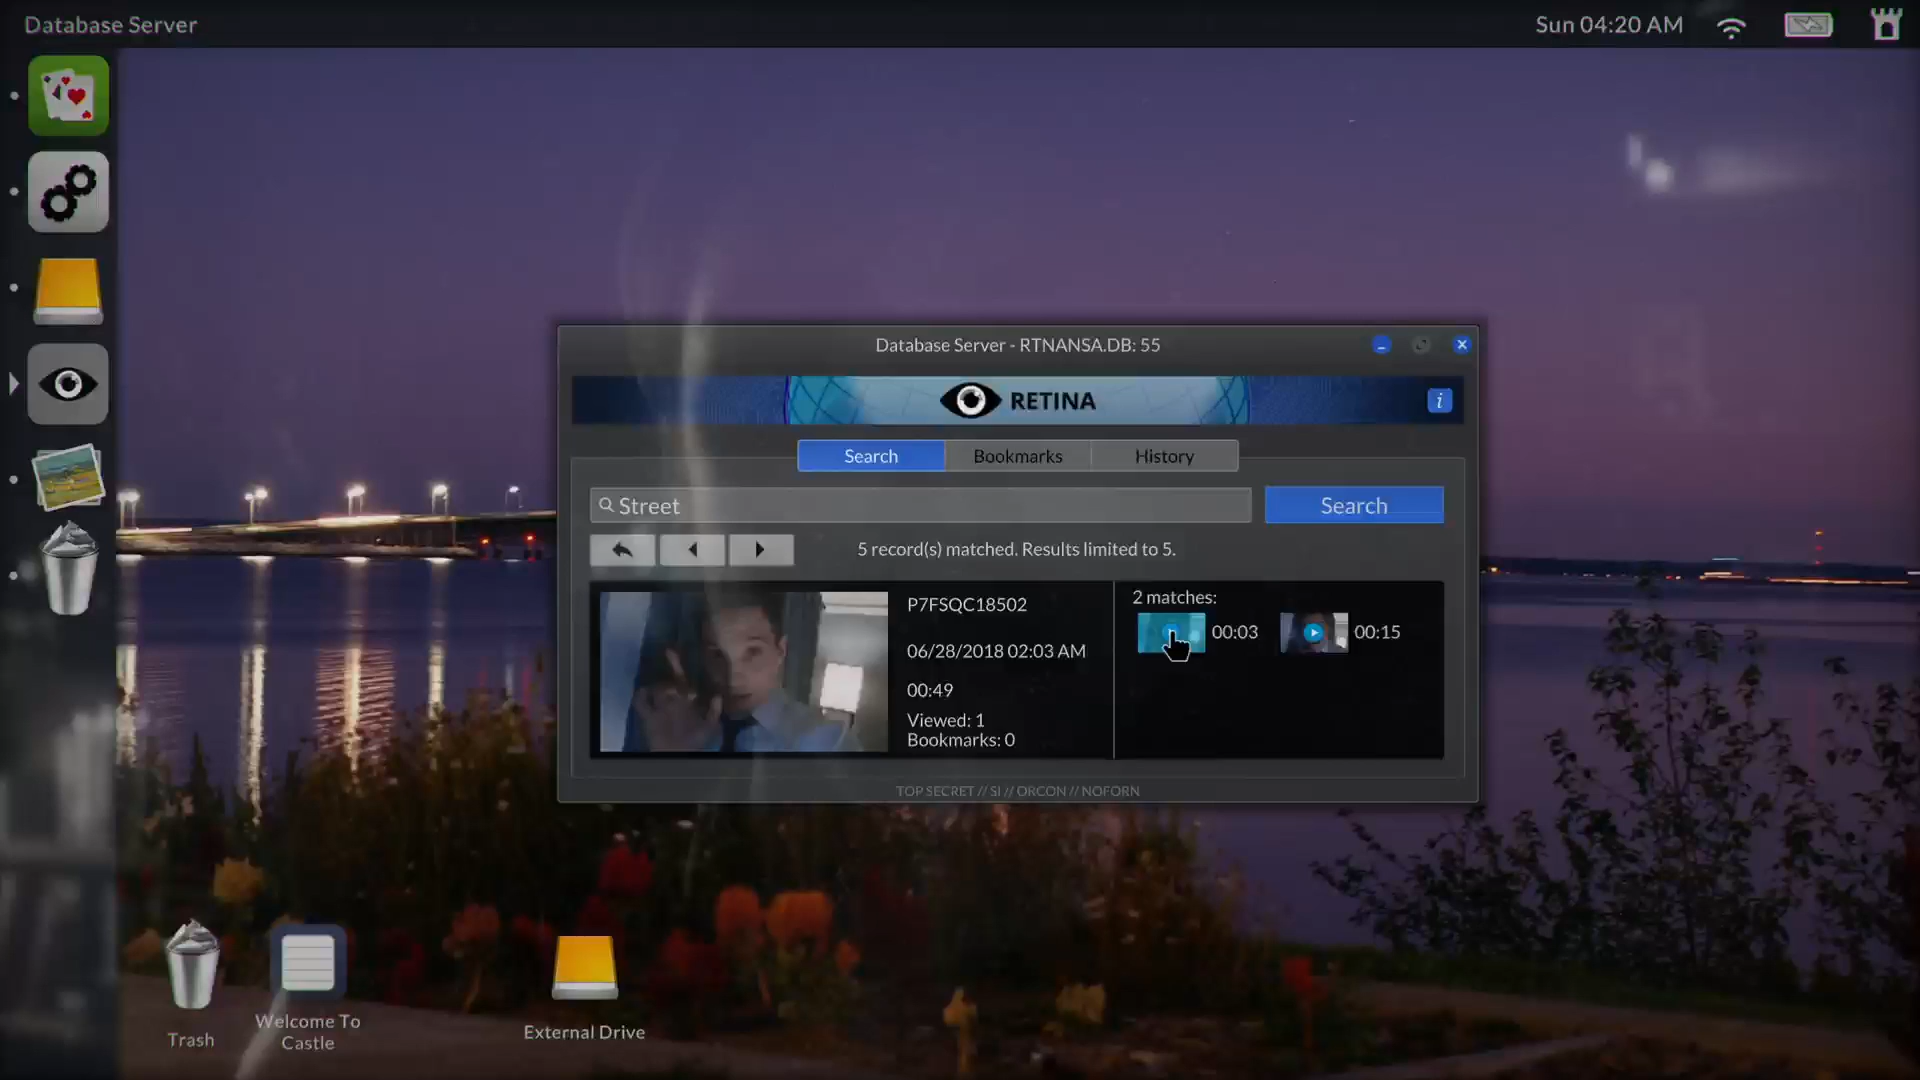 Database Server
Sun 04:20 AM
Database Server - RTNANSA.DB: 55
RETINA
i
Search
Bookmarks
History
Street
Search
5 record(s) matched. Results limited to 5.
P7FSQC18502
06/28/2018 02:03 AM
00:49
Viewed: 1
Bookmarks: 0
2 matches:
00:03
00:15
TOP SECRET // SI // ORCON // NOFORN
Trash
Welcome To
Castle
External Drive